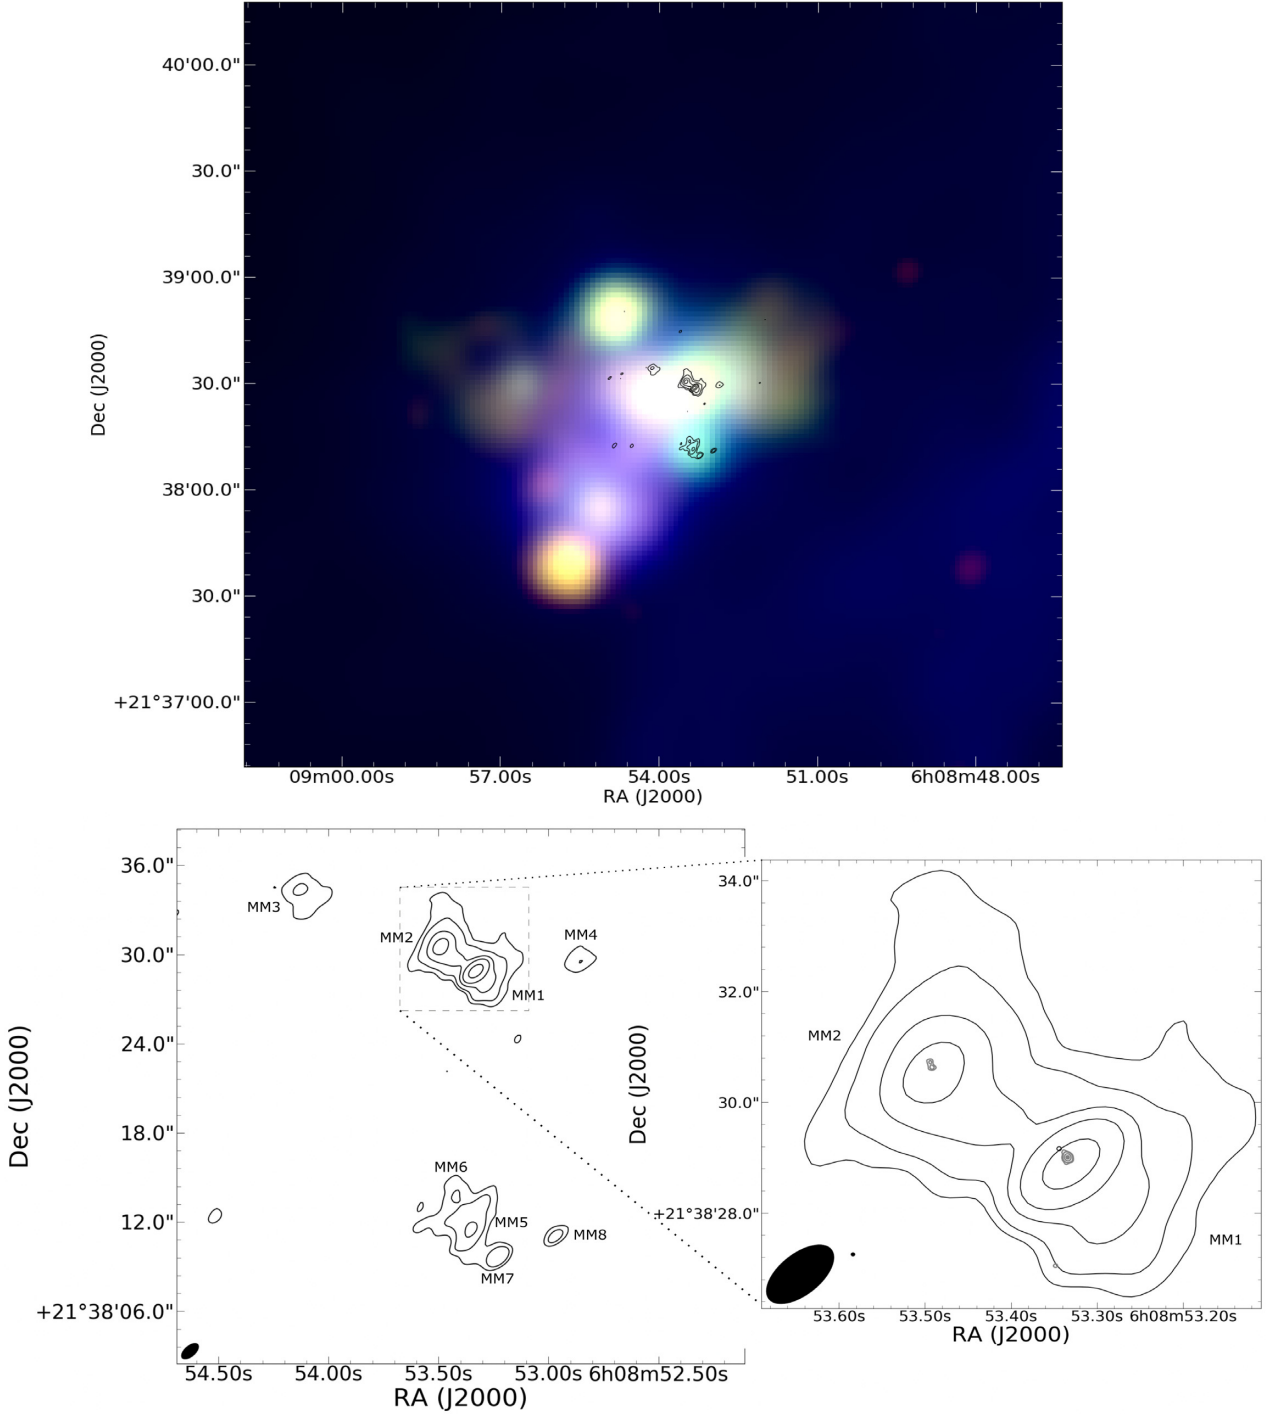 40'00.0"
30.0"
39'00.0"
30.0"
38'00.0"
30.0"
+21°37'00.0"
Dec (J2000)
09m00.00s 57.00s 54.00s 51.00s 6h08m48.00s
RA (J2000)
36.0"
30.0"
24.0"
18.0"
12.0"
+21°38'06.0"
Dec (J2000)
MM3
MM2
MM4
MM1
MM6
MM5
MM8
MM7
54.50s 54.00s 53.50s 53.00s 6h08m52.50s
RA (J2000)
34.0"
32.0"
30.0"
+21°38'28.0"
Dec (J2000)
MM2
MM1
53.60s 53.50s 53.40s 53.30s 6h08m53.20s
RA (J2000)